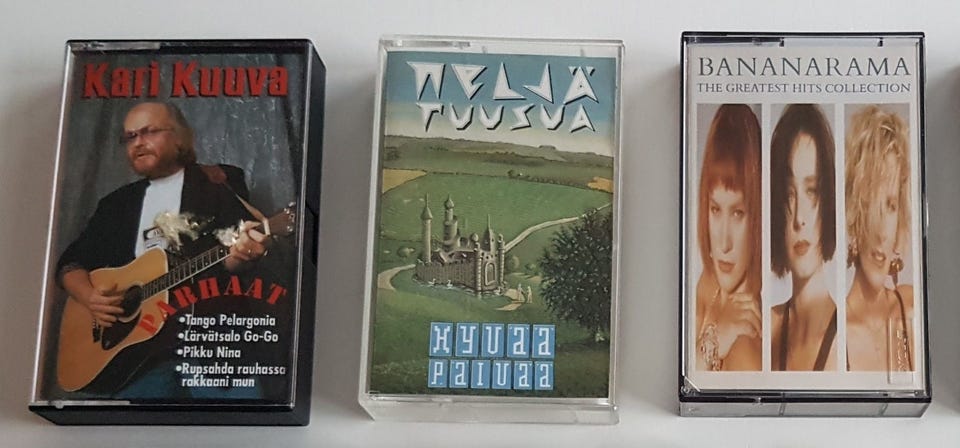 Kari Kuuva
PARHAAT
•Tango Pelargonia
•Lärvätsalo Go-Go
•Pikku Nina
•Rupsahda rauhassa
rakkaani mun
NELJÄ
TUUSUA
HYVAA
PAIVAA
BANANARAMA
THE GREATEST HITS COLLECTION